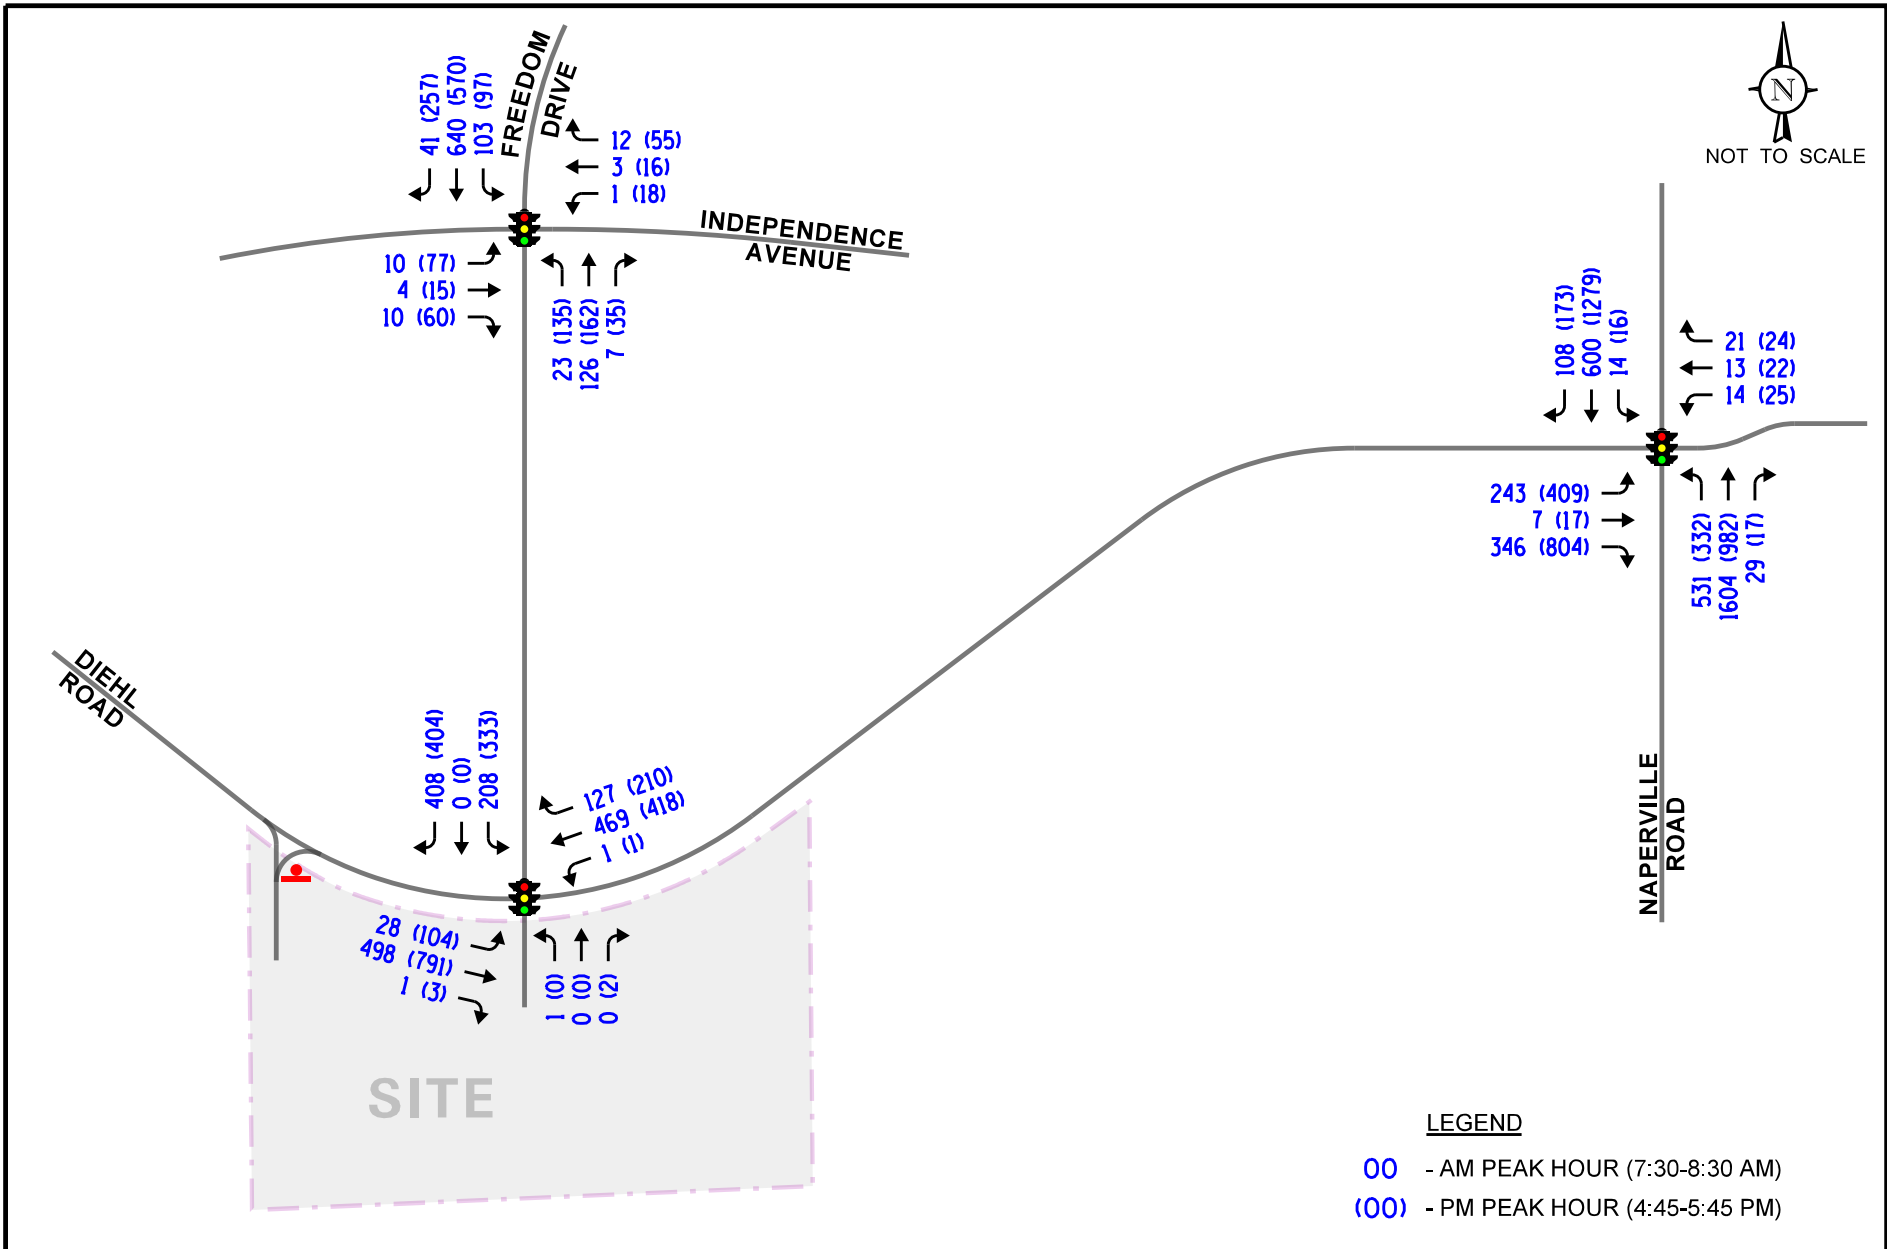 FREEDOM
DRIVE
41 (257)
640 (570)
103 (97)
12 (55)
3 (16)
1 (18)
N
NOT TO SCALE
INDEPENDENCE
AVENUE
10 (77)
4 (15)
10 (60)
23 (135)
126 (162)
7 (35)
108 (173)
600 (1279)
14 (16)
21 (24)
13 (22)
14 (25)
243 (409)
7 (17)
346 (804)
531 (332)
1604 (982)
29 (17)
DIEHL
ROAD
408 (404)
0 (0)
208 (333)
127 (210)
469 (418)
1 (1)
NAPERVILLE
ROAD
28 (104)
498 (791)
1 (3)
1 (0)
0 (0)
0 (2)
SITE
LEGEND
00 - AM PEAK HOUR (7:30-8:30 AM)
(00) - PM PEAK HOUR (4:45-5:45 PM)